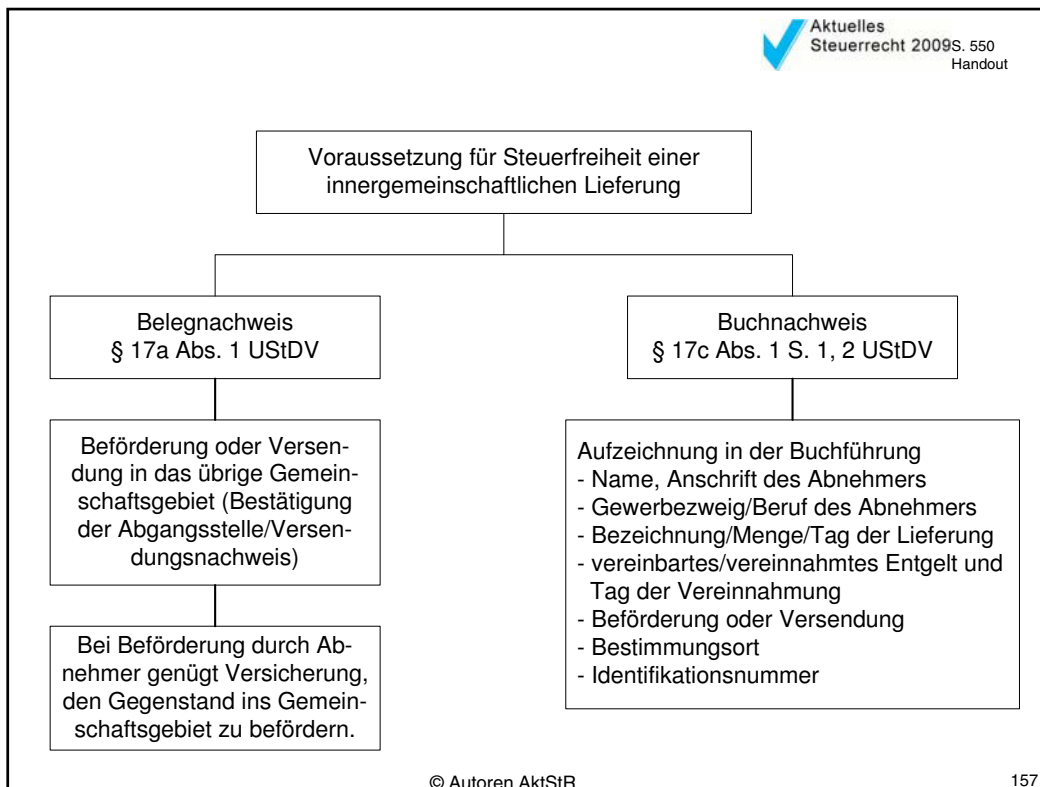 Aktuelles
Steuerrecht 2009 S. 550
Handout
Voraussetzung für Steuerfreiheit einer
innergemeinschaftlichen Lieferung
Belegnachweis
§ 17a Abs. 1 UStDV
Buchnachweis
§ 17c Abs. 1 S. 1, 2 UStDV
Beförderung oder Versen-
dung in das übrige Gemein-
schaftsgebiet (Bestätigung
der Abgangsstelle/Versen-
dungsnachweis)
Bei Beförderung durch Ab-
nehmer genügt Versicherung,
den Gegenstand ins Gemein-
schaftsgebiet zu befördern.
Aufzeichnung in der Buchführung
- Name, Anschrift des Abnehmers
- Gewerbezweig/Beruf des Abnehmers
- Bezeichnung/Menge/Tag der Lieferung
- vereinbartes/vereinnahmtes Entgelt und
Tag der Vereinnahmung
- Beförderung oder Versendung
- Bestimmungsort
- Identifikationsnummer
© Autoren AktStR
157